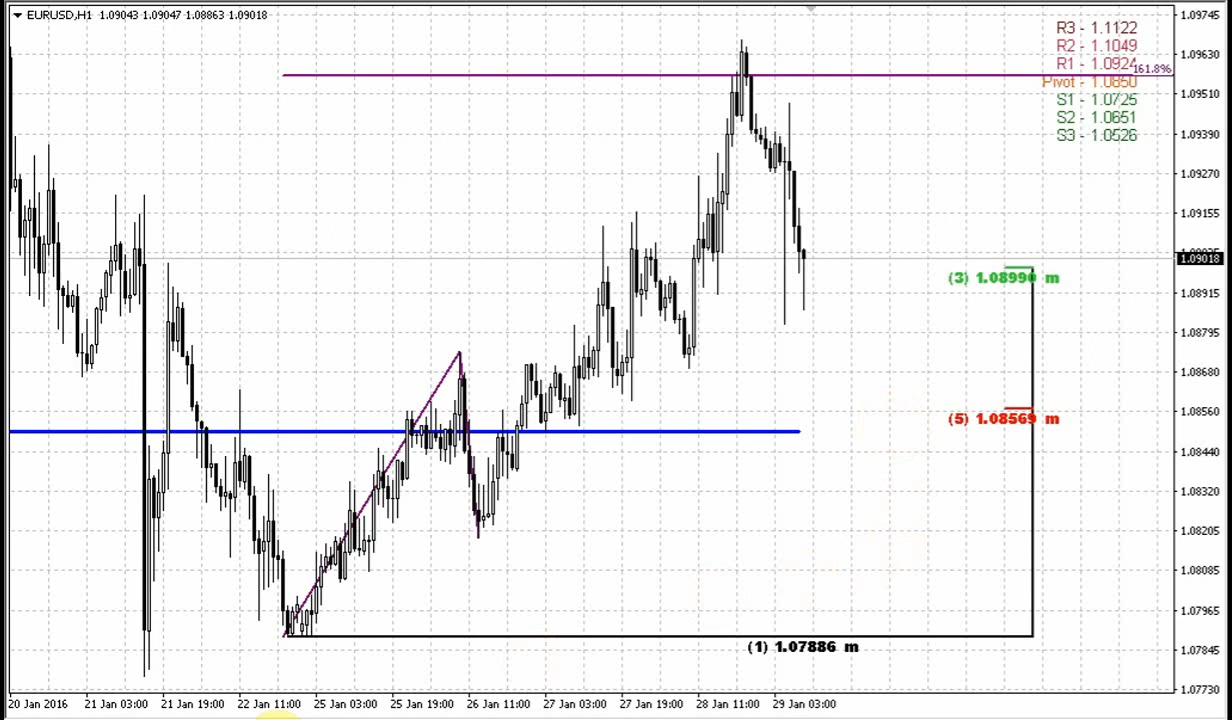 EURUSD,H1 1.09043 1.09047 1.08863 1.09018
R3 - 1.1122
R2 - 1.1049
R1 - 1.0924
161.8%
Pivot - 1.0850
S1 - 1.0725
S2 - 1.0651
S3 - 1.0526
1.09745
1.09630
1.09510
1.09390
1.09270
1.09155
1.09035
1.09018
1.08915
1.08795
1.08680
1.08560
1.08440
1.08320
1.08205
1.08085
1.07965
1.07845
1.07730
(3) 1.08990 m
(5) 1.08569 m
(1) 1.07886 m
20 Jan 2016 21 Jan 03:00 21 Jan 19:00 22 Jan 11:00 25 Jan 03:00 25 Jan 19:00 26 Jan 11:00 27 Jan 03:00 27 Jan 19:00 28 Jan 11:00 29 Jan 03:00